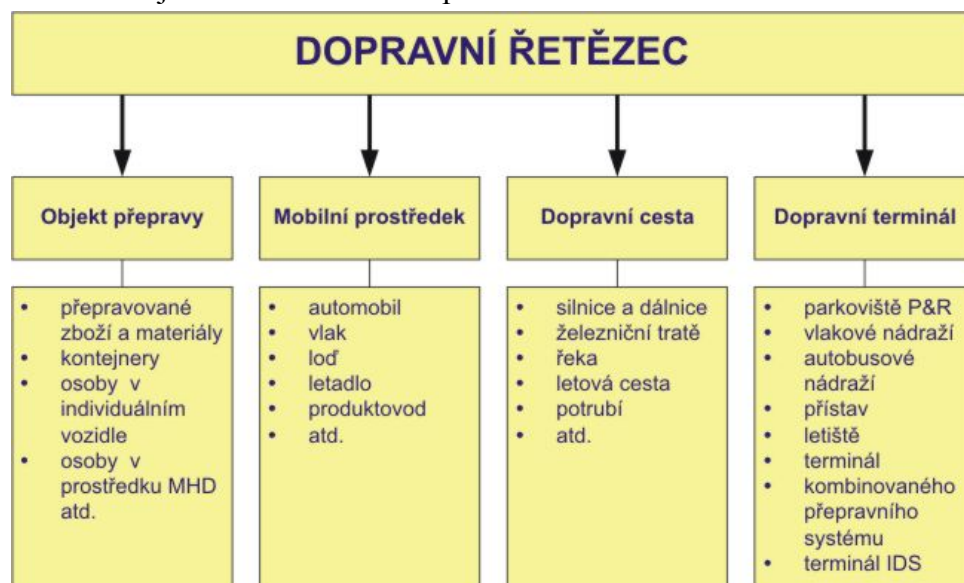 DOPRAVNÍ ŘETĚZEC
Objekt přepravy
Mobilní prostředek
Dopravní cesta
Dopravní terminál
• přepravované
zboží a materiály
• kontejnery
• osoby v
individuálním
vozidle
• osoby v
prostředku MHD
atd.
• automobil
• vlak
• loď
• letadlo
• produktovod
• atd.
• silnice a dálnice
• železniční tratě
• řeka
• letová cesta
• potrubí
• atd.
• parkoviště P&R
• vlakové nádraží
• autobusové
nádraží
• přístav
• letiště
• terminál
• kombinovaného
přepravního
systému
• terminál IDS